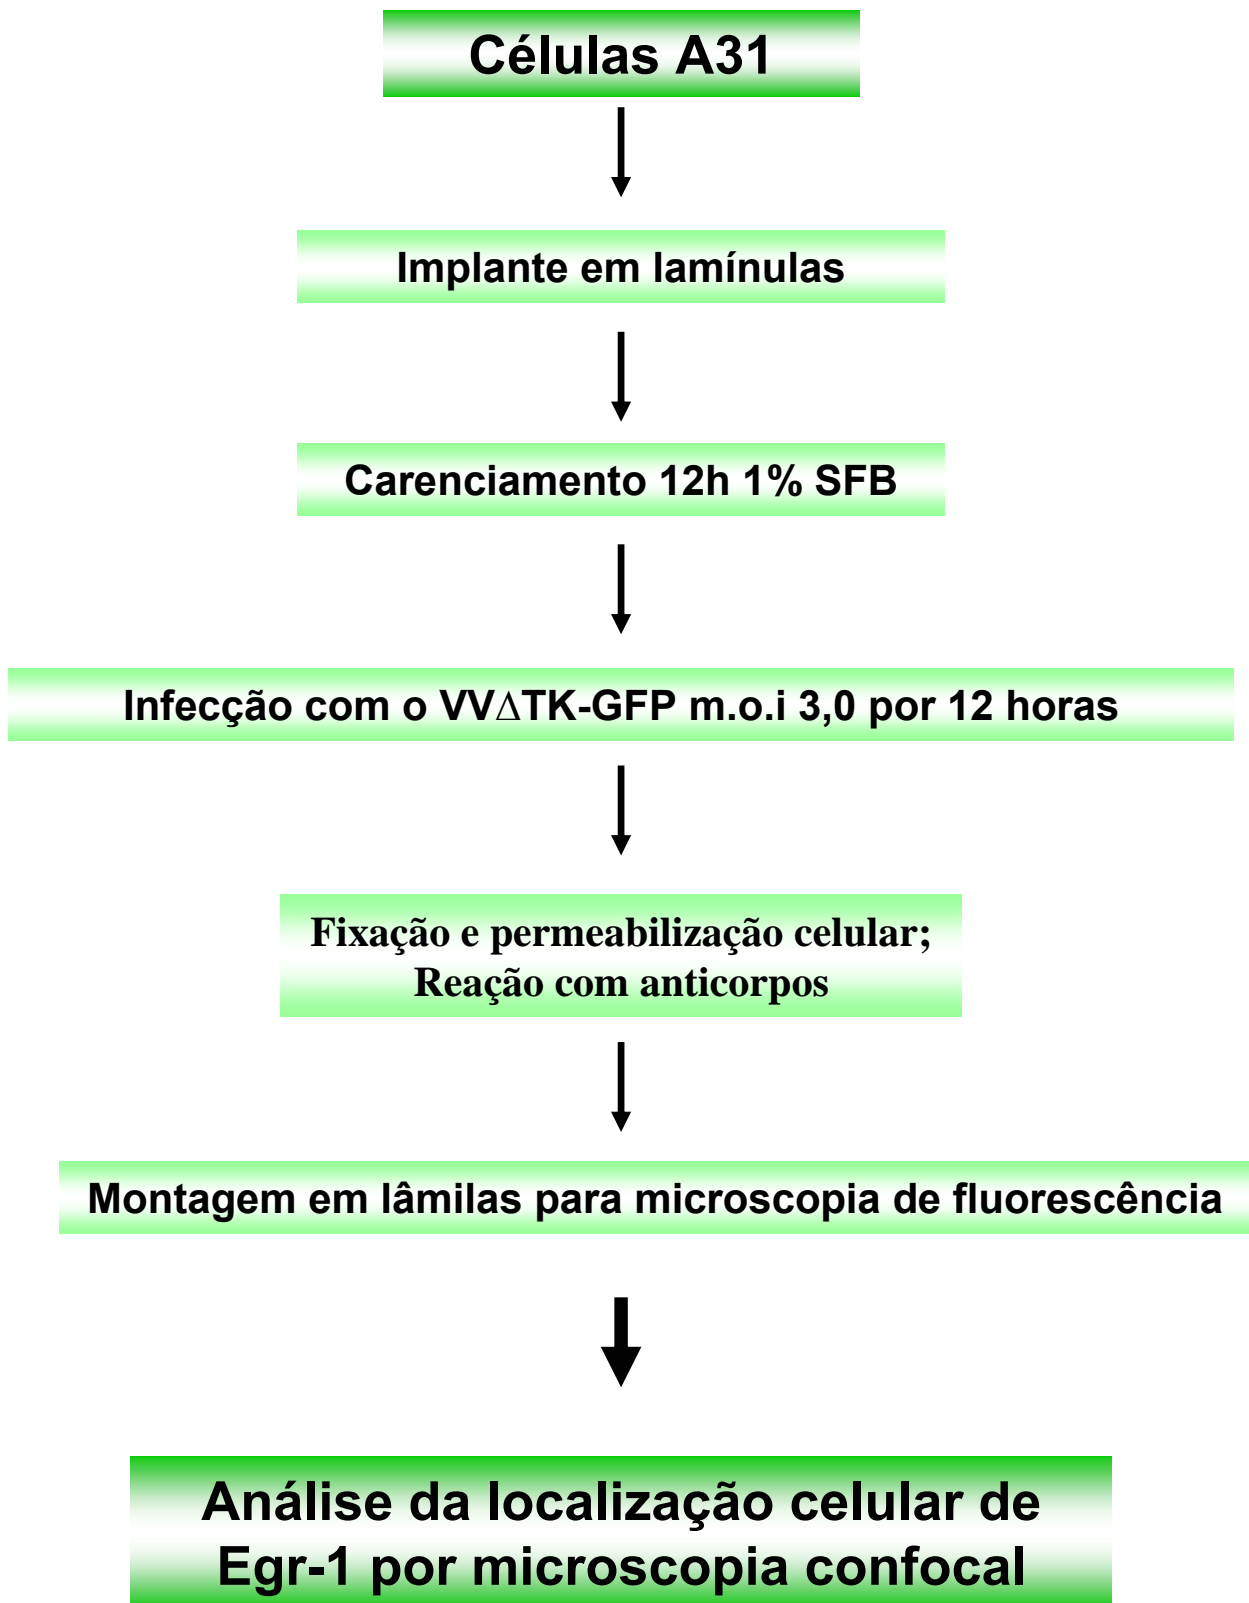 Células A31
Implante em lamínulas
Carenciamento 12h 1% SFB
Infecção com o VV∆TK-GFP m.o.i 3,0 por 12 horas
Fixação e permeabilização celular;
Reação com anticorpos
Montagem em lâmilas para microscopia de fluorescência
Análise da localização celular de
Egr-1 por microscopia confocal